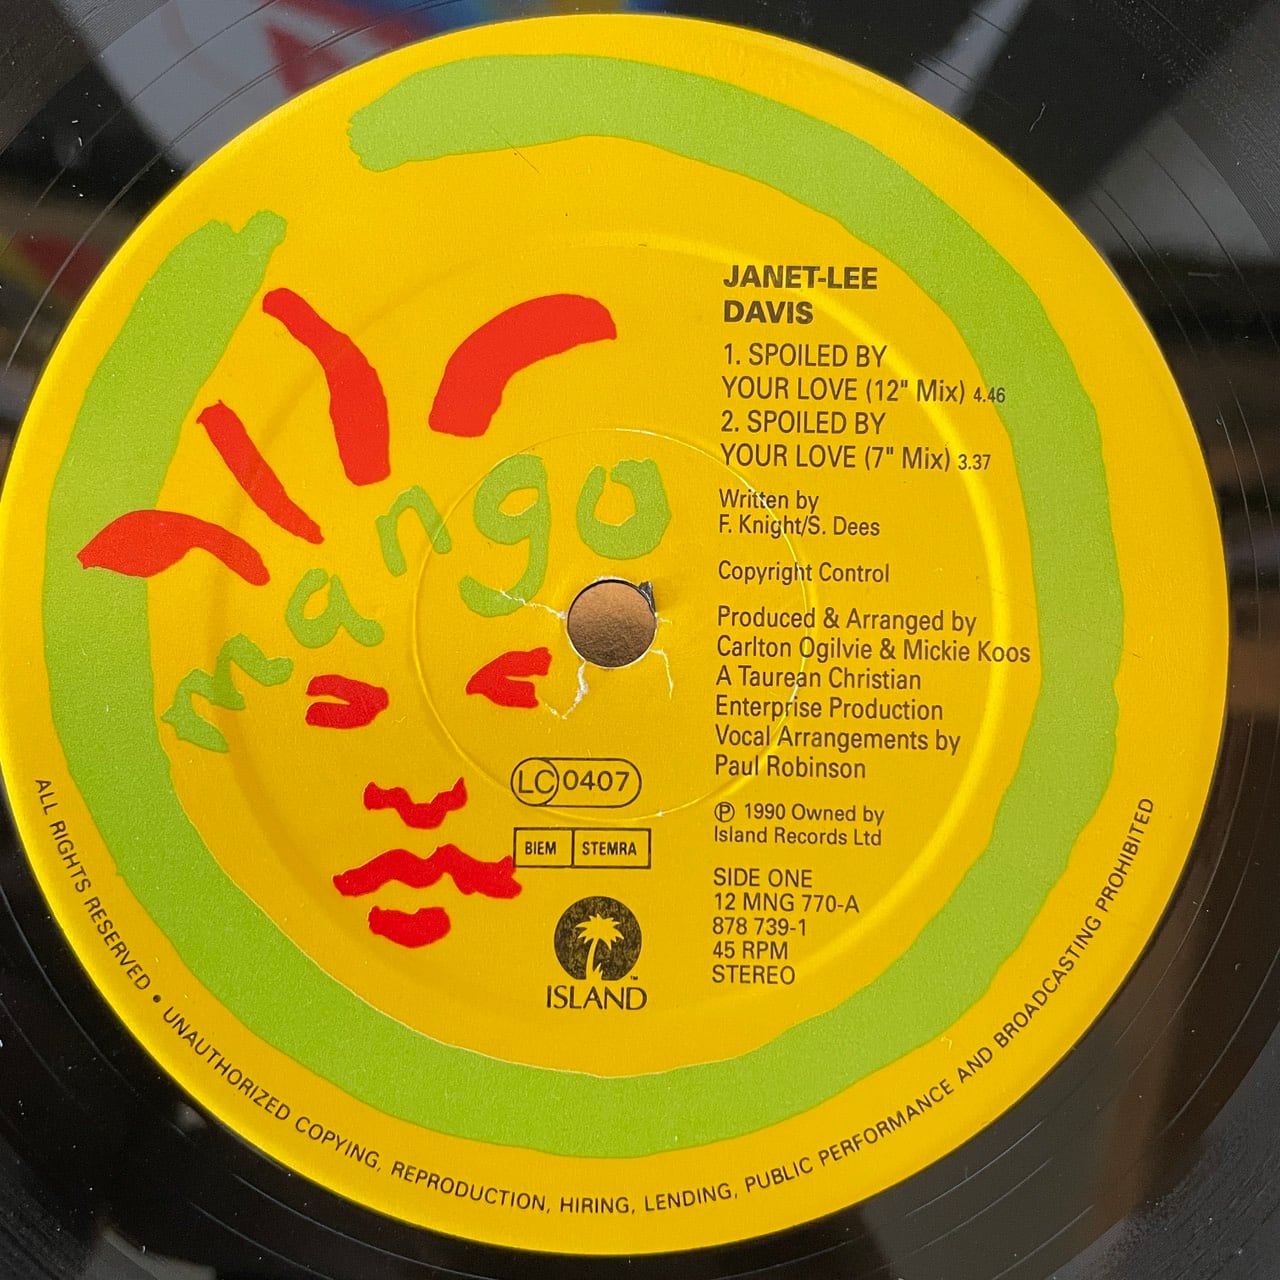 mango
JANET-LEE
DAVIS
1. SPOILED BY
YOUR LOVE (12" Mix) 4.46
2. SPOILED BY
YOUR LOVE (7" Mix) 3.37
Written by
F. Knight/S. Dees
Copyright Control
Produced & Arranged by
Carlton Ogilvie & Mickie Koos
A Taurean Christian
Enterprise Production
Vocal Arrangements by
Paul Robinson
℗ 1990 Owned by
Island Records Ltd
SIDE ONE
12 MNG 770-A
878 739-1
45 RPM
STEREO
LC 0407
BIEM STEMRA
ISLAND™
ALL RIGHTS RESERVED • UNAUTHORIZED COPYING, REPRODUCTION, HIRING, LENDING, PUBLIC PERFORMANCE AND BROADCASTING PROHIBITED